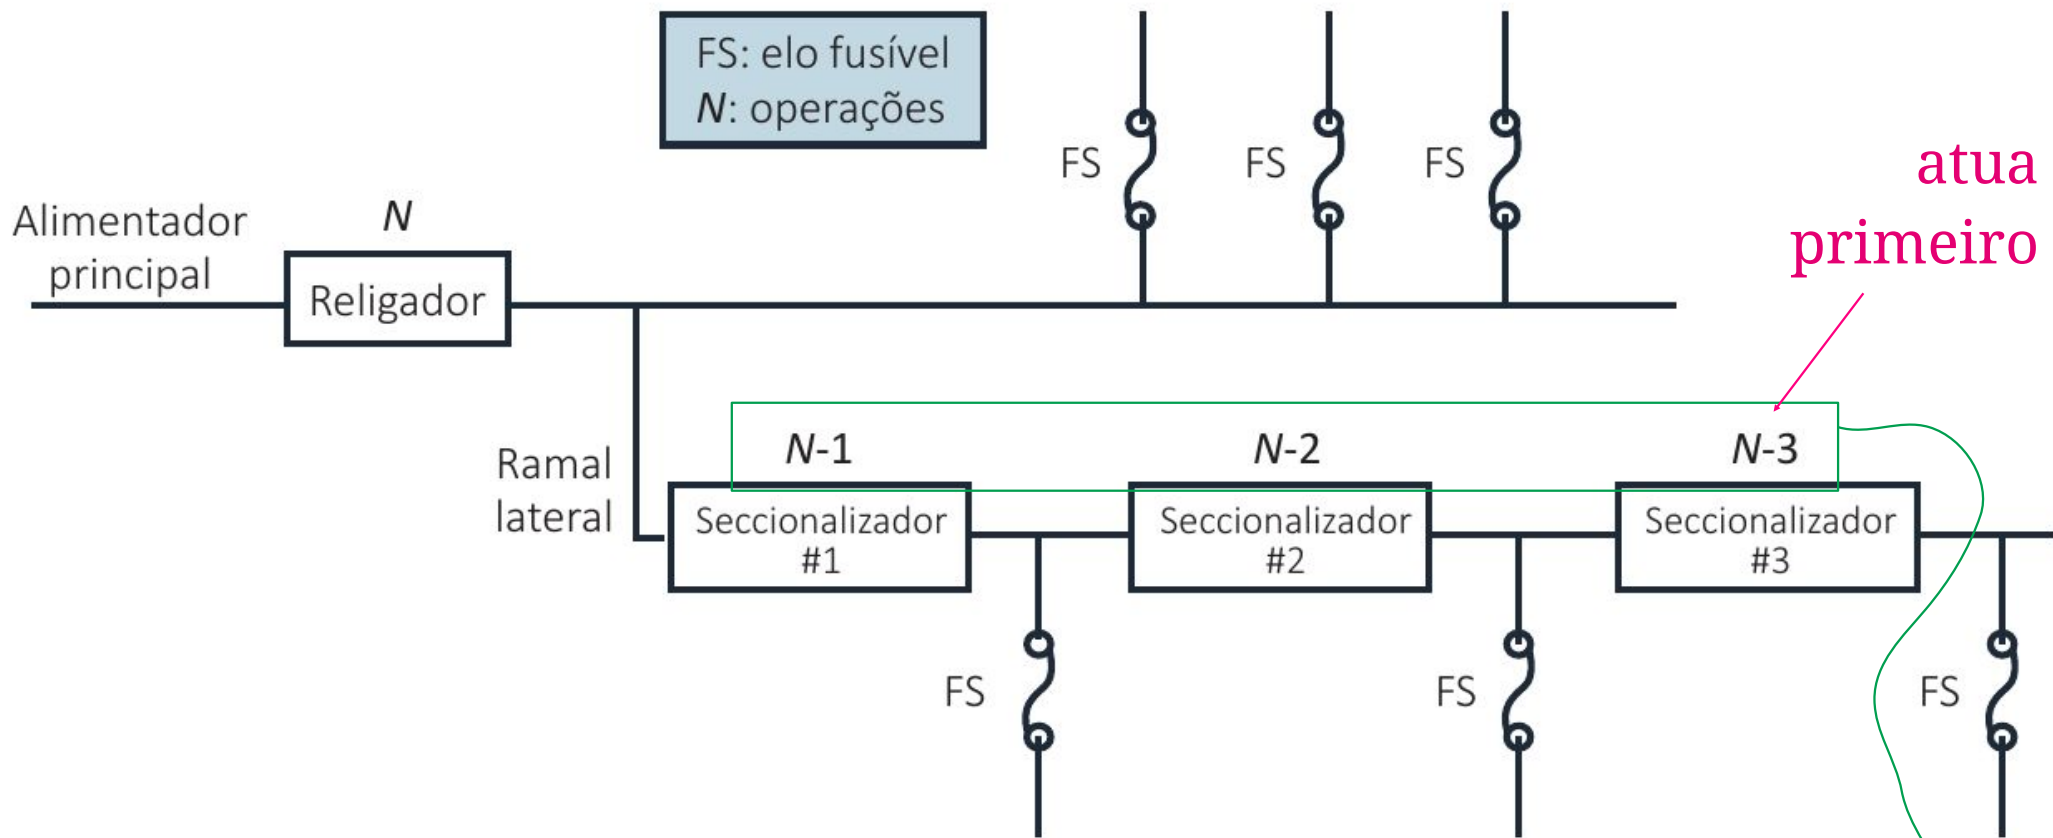 FS: elo fusível
N: operações
FS
FS
FS
atua
primeiro
Alimentador
principal
N
Religador
Ramal
lateral
N-1
N-2
N-3
Seccionalizador
#1
Seccionalizador
#2
Seccionalizador
#3
FS
FS
FS